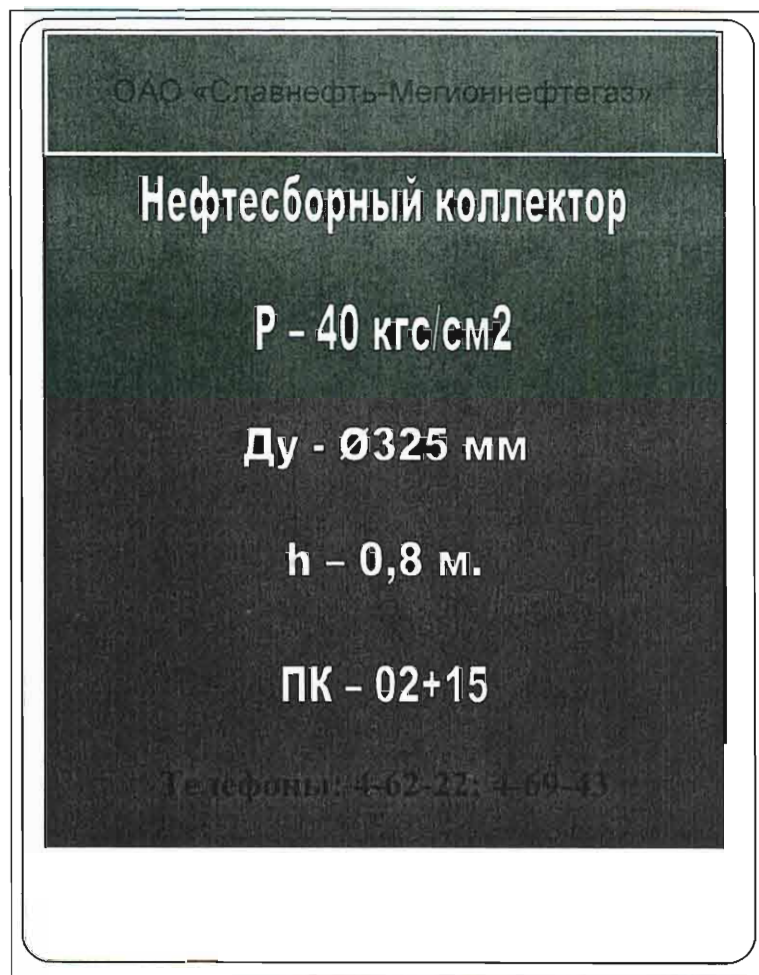 ОАО «Славнефть-Мегионнефтегаз»
Нефтесборный коллектор
Р – 40 кгс/см2
Ду - Ø325 мм
h – 0,8 м.
ПК – 02+15
Телефоны: 4-62-22; 4-69-43